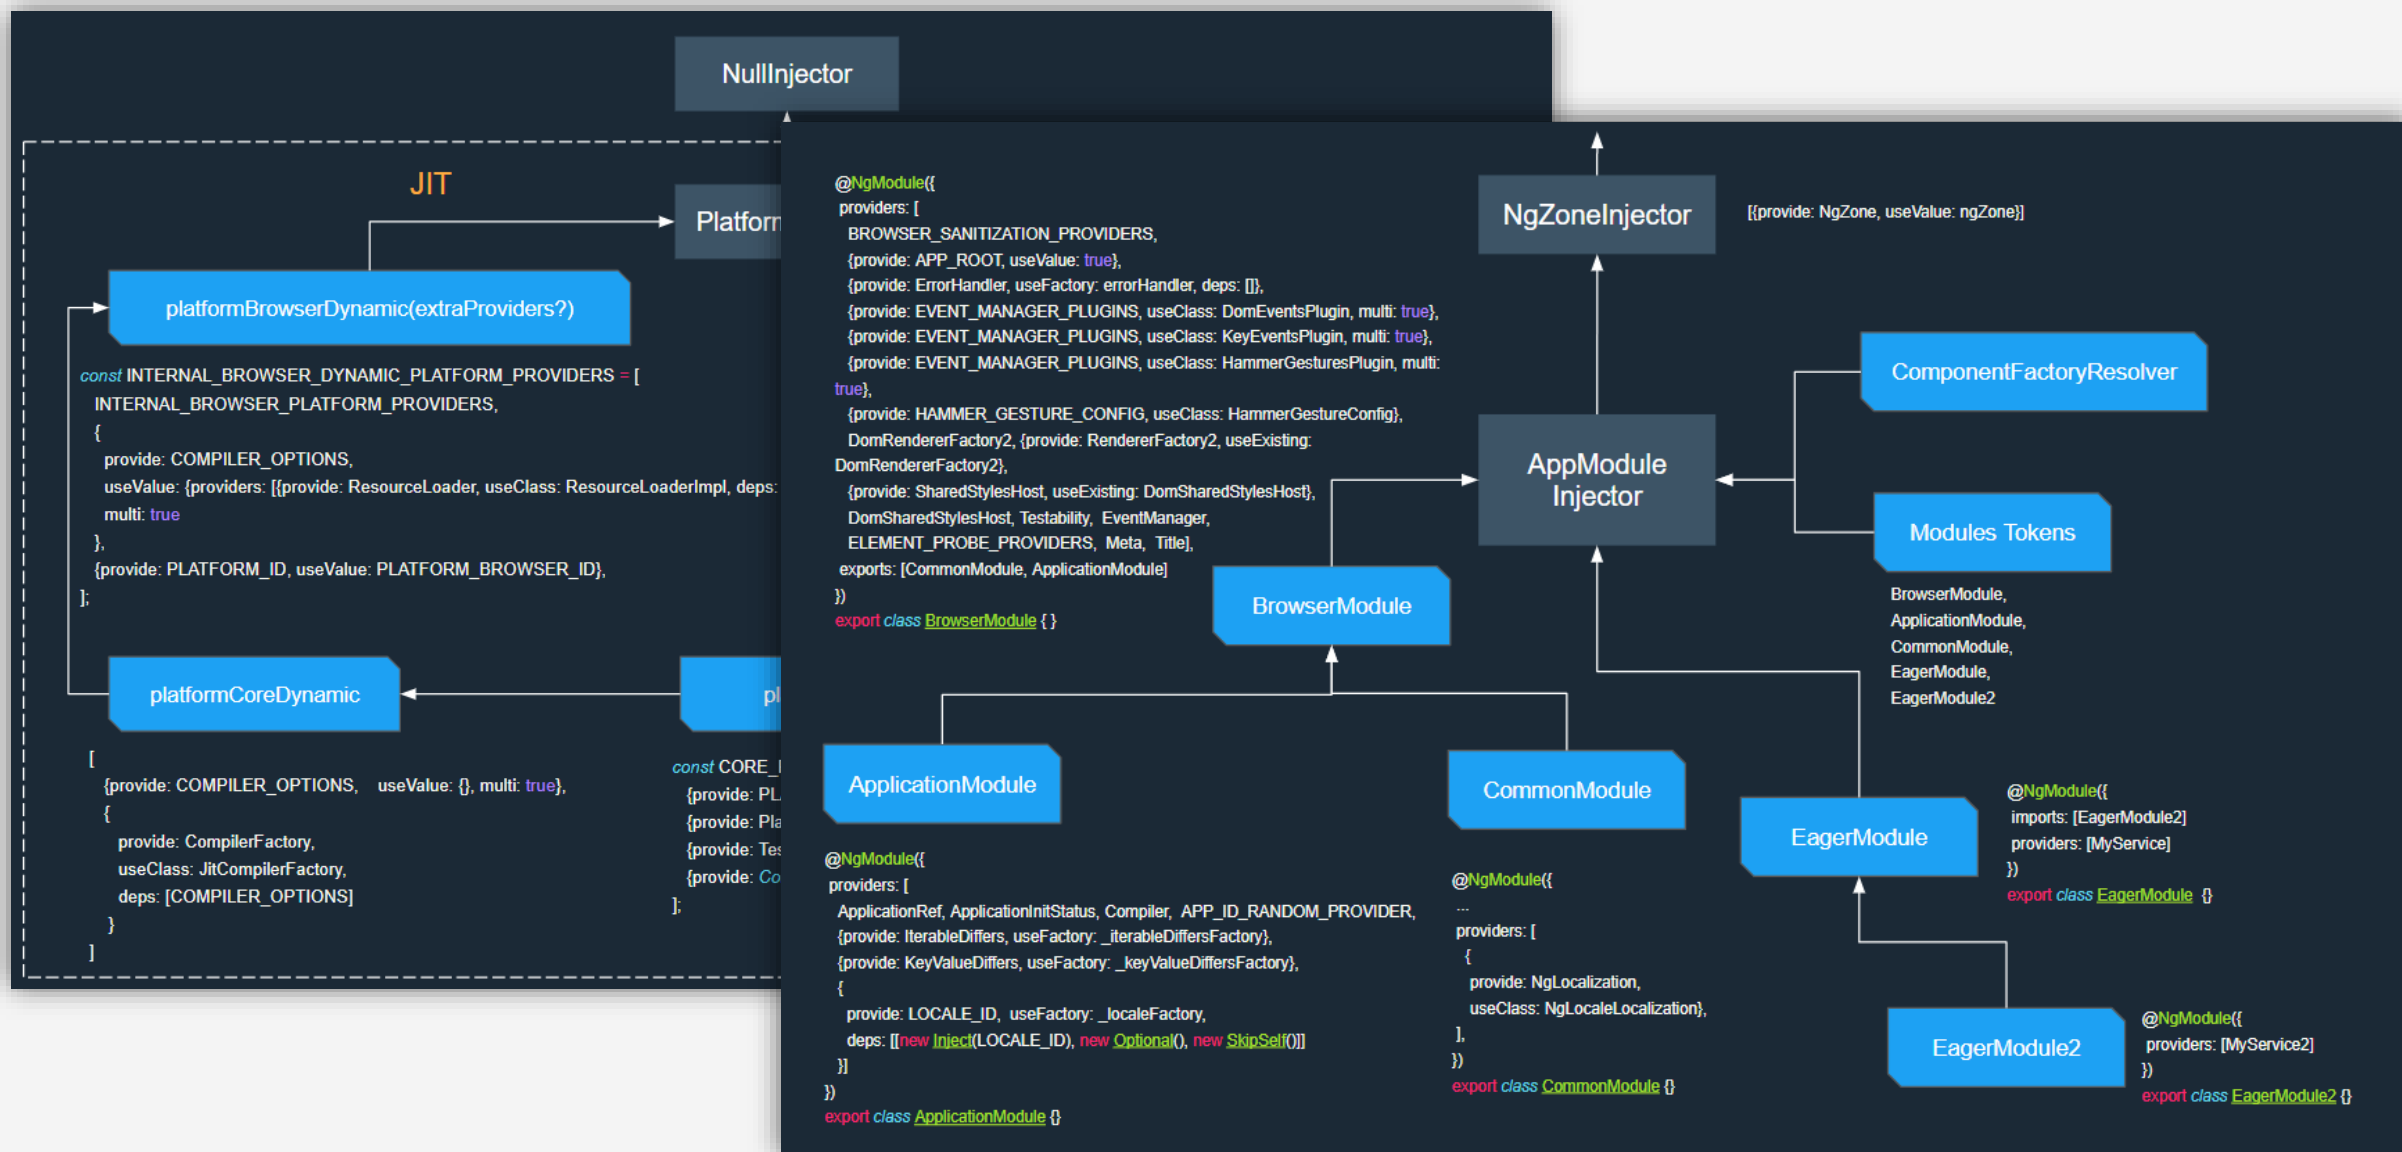 NullInjector
JIT
platformBrowserDynamic(extraProviders?)
const INTERNAL_BROWSER_DYNAMIC_PLATFORM_PROVIDERS = [
INTERNAL_BROWSER_PLATFORM_PROVIDERS,
{
provide: COMPILER_OPTIONS,
useValue: {providers: [{provide: ResourceLoader, useClass: ResourceLoaderImpl, deps:
multi: true
},
{provide: PLATFORM_ID, useValue: PLATFORM_BROWSER_ID},
];
platformCoreDynamic
[
{provide: COMPILER_OPTIONS, useValue: {}, multi: true},
{
provide: CompilerFactory,
useClass: JitCompilerFactory,
deps: [COMPILER_OPTIONS]
}
]
Platform
pl
const CORE_
{provide: PL
{provide: Pla
{provide: Tes
{provide: Co
];
@NgModule({
providers: [
BROWSER_SANITIZATION_PROVIDERS,
{provide: APP_ROOT, useValue: true},
{provide: ErrorHandler, useFactory: errorHandler, deps: []},
{provide: EVENT_MANAGER_PLUGINS, useClass: DomEventsPlugin, multi: true},
{provide: EVENT_MANAGER_PLUGINS, useClass: KeyEventsPlugin, multi: true},
{provide: EVENT_MANAGER_PLUGINS, useClass: HammerGesturesPlugin, multi:
true},
{provide: HAMMER_GESTURE_CONFIG, useClass: HammerGestureConfig},
DomRendererFactory2, {provide: RendererFactory2, useExisting:
DomRendererFactory2},
{provide: SharedStylesHost, useExisting: DomSharedStylesHost},
DomSharedStylesHost, Testability, EventManager,
ELEMENT_PROBE_PROVIDERS, Meta, Title],
exports: [CommonModule, ApplicationModule]
})
export class BrowserModule { }
NgZoneInjector
[{provide: NgZone, useValue: ngZone}]
AppModule
Injector
ComponentFactoryResolver
Modules Tokens
BrowserModule,
ApplicationModule,
CommonModule,
EagerModule,
EagerModule2
BrowserModule
ApplicationModule
@NgModule({
providers: [
ApplicationRef, ApplicationInitStatus, Compiler, APP_ID_RANDOM_PROVIDER,
{provide: IterableDiffers, useFactory: _iterableDiffersFactory},
{provide: KeyValueDiffers, useFactory: _keyValueDiffersFactory},
{
provide: LOCALE_ID, useFactory: _localeFactory,
deps: [[new Inject(LOCALE_ID), new Optional(), new SkipSelf()]]
}]
})
export class ApplicationModule {}
CommonModule
@NgModule({
...
providers: [
{
provide: NgLocalization,
useClass: NgLocaleLocalization},
],
})
export class CommonModule {}
EagerModule
@NgModule({
imports: [EagerModule2]
providers: [MyService]
})
export class EagerModule {}
EagerModule2
@NgModule({
providers: [MyService2]
})
export class EagerModule2 {}